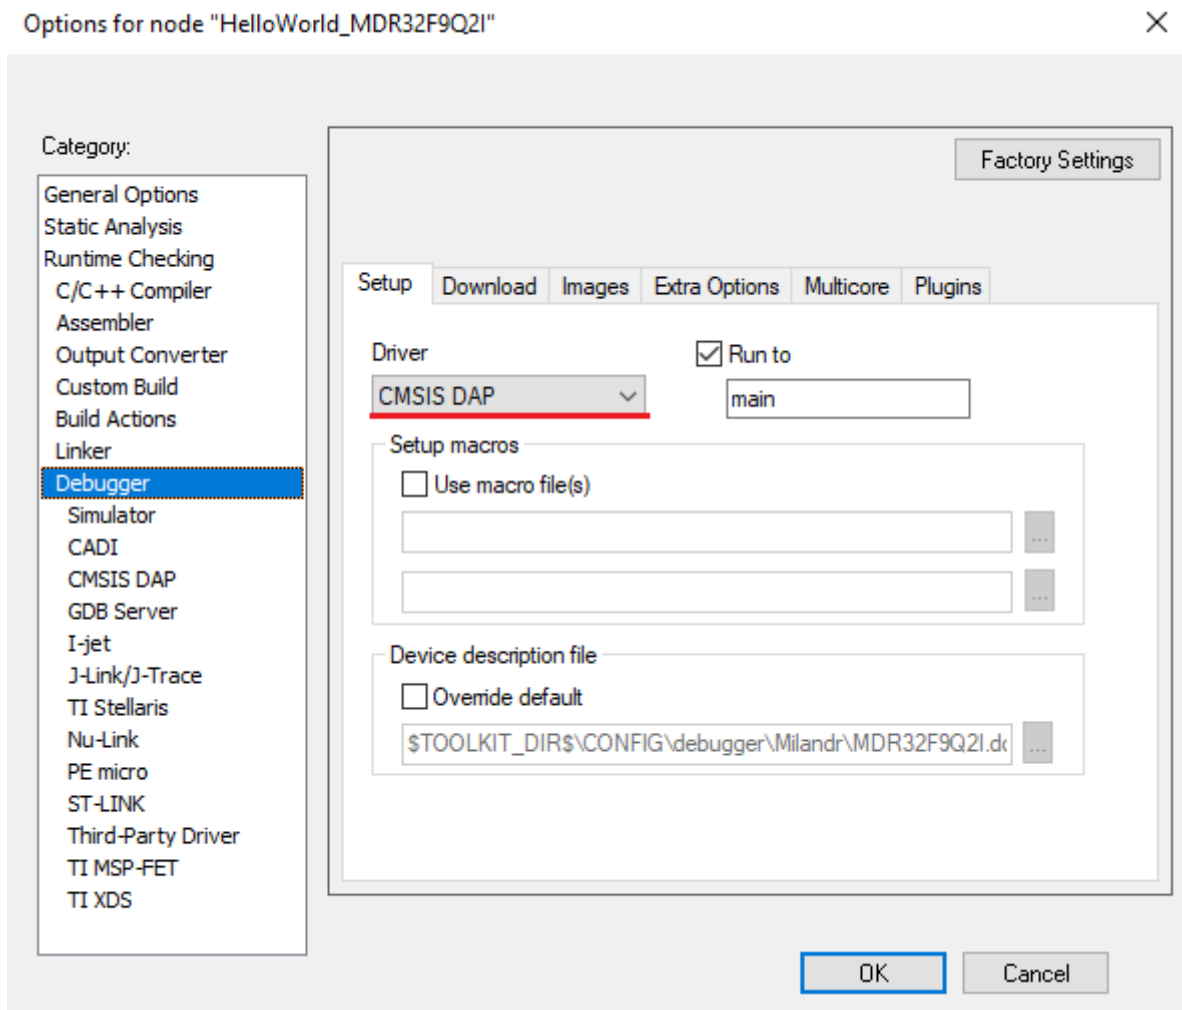 Options for node "HelloWorld_MDR32F9Q2I"
Category:
Factory Settings
General Options
Static Analysis
Runtime Checking
C/C++ Compiler
Assembler
Output Converter
Custom Build
Build Actions
Linker
Debugger
Simulator
CADI
CMSIS DAP
GDB Server
I-jet
J-Link/J-Trace
TI Stellaris
Nu-Link
PE micro
ST-LINK
Third-Party Driver
TI MSP-FET
TI XDS
Setup Download Images Extra Options Multicore Plugins
Driver
Run to
CMSIS DAP
main
Setup macros
Use macro file(s)
...
...
Device description file
Override default
$TOOLKIT_DIR$\CONFIG\debugger\Milandr\MDR32F9Q2I.dc
...
OK Cancel